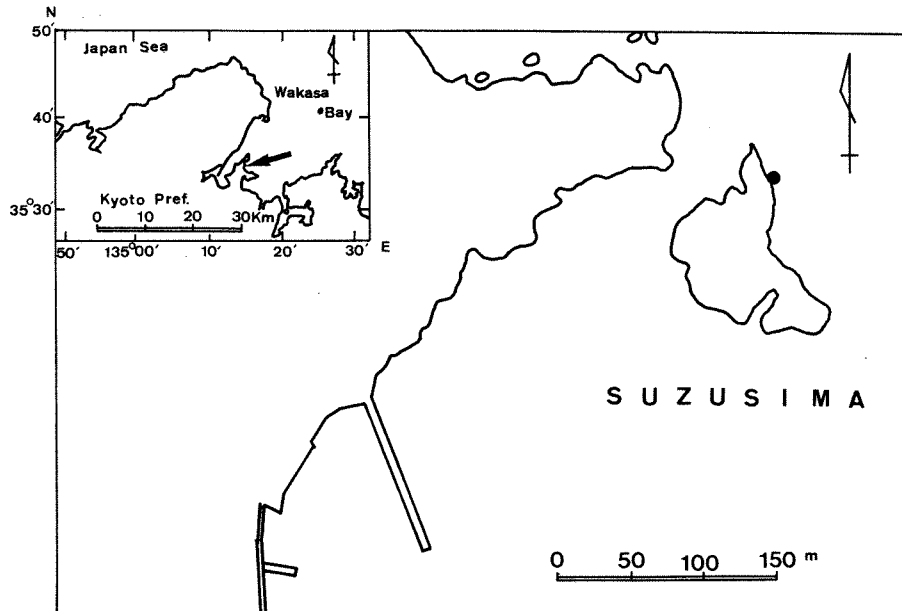 N
50′
Japan Sea
Wakasa
Bay
40′
35°30′
Kyoto Pref.
0 10 20 30Km
50′ 135°00′ 10′ 20′ 30′ E
SUZUSIMA
0 50 100 150 m